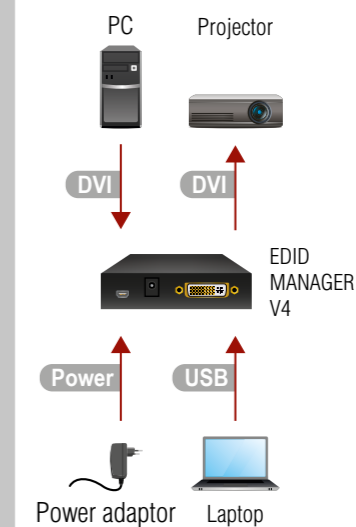 PC
Projector
DVI
DVI
EDID
MANAGER
V4
Power
USB
Power adaptor
Laptop